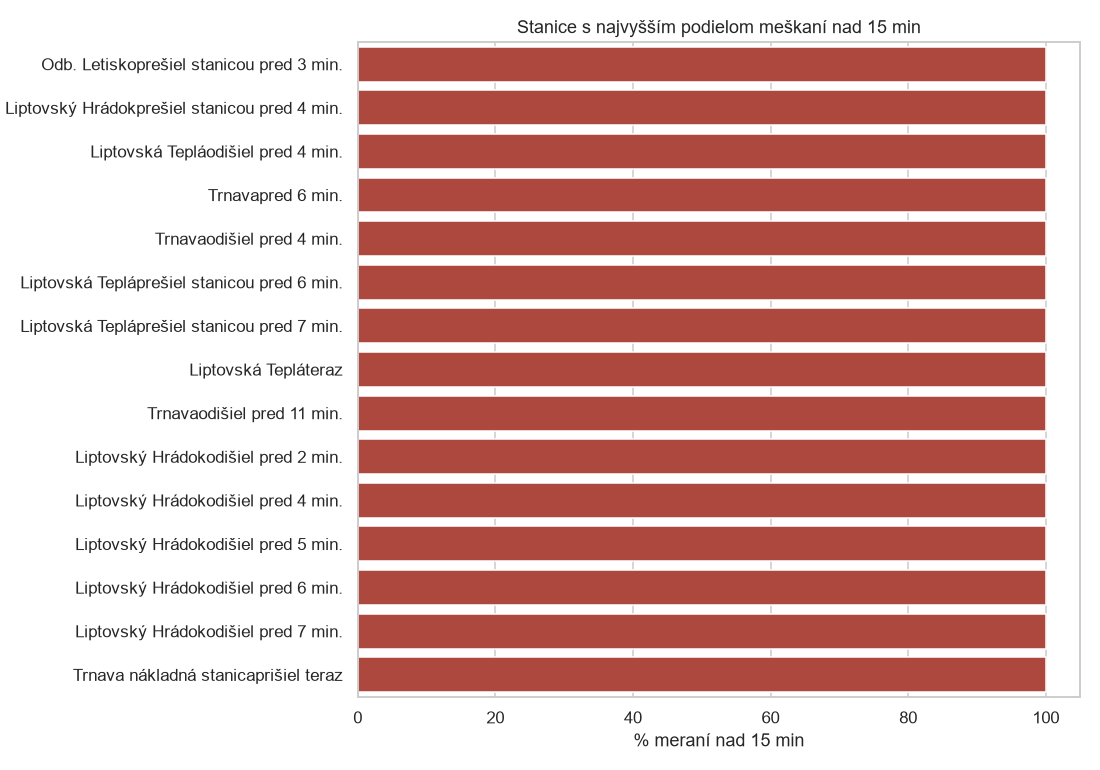 Stanice s najvyšším podielom meškaní nad 15 min
Odb. Letiskoprešiel stanicou pred 3 min.
Liptovský Hrádokprešiel stanicou pred 4 min.
Liptovská Tepláodišiel pred 4 min.
Trnavapred 6 min.
Trnavaodišiel pred 4 min.
Liptovská Tepláprešiel stanicou pred 6 min.
Liptovská Tepláprešiel stanicou pred 7 min.
Liptovská Tepláteraz
Trnavaodišiel pred 11 min.
Liptovský Hrádokodišiel pred 2 min.
Liptovský Hrádokodišiel pred 4 min.
Liptovský Hrádokodišiel pred 5 min.
Liptovský Hrádokodišiel pred 6 min.
Liptovský Hrádokodišiel pred 7 min.
Trnava nákladná stanicaprišiel teraz
0 20 40 60 80 100
% meraní nad 15 min